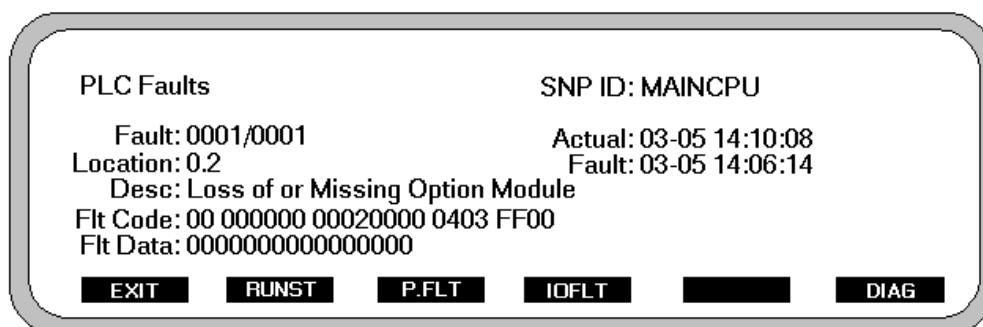 PLC Faults SNP ID: MAINCPU
Fault: 0001/0001 Actual: 03-05 14:10:08
Location: 0.2 Fault: 03-05 14:06:14
Desc: Loss of or Missing Option Module
Flt Code: 00 000000 00020000 0403 FF00
Flt Data: 0000000000000000
EXIT RUNST P.FLT IOFLT DIAG